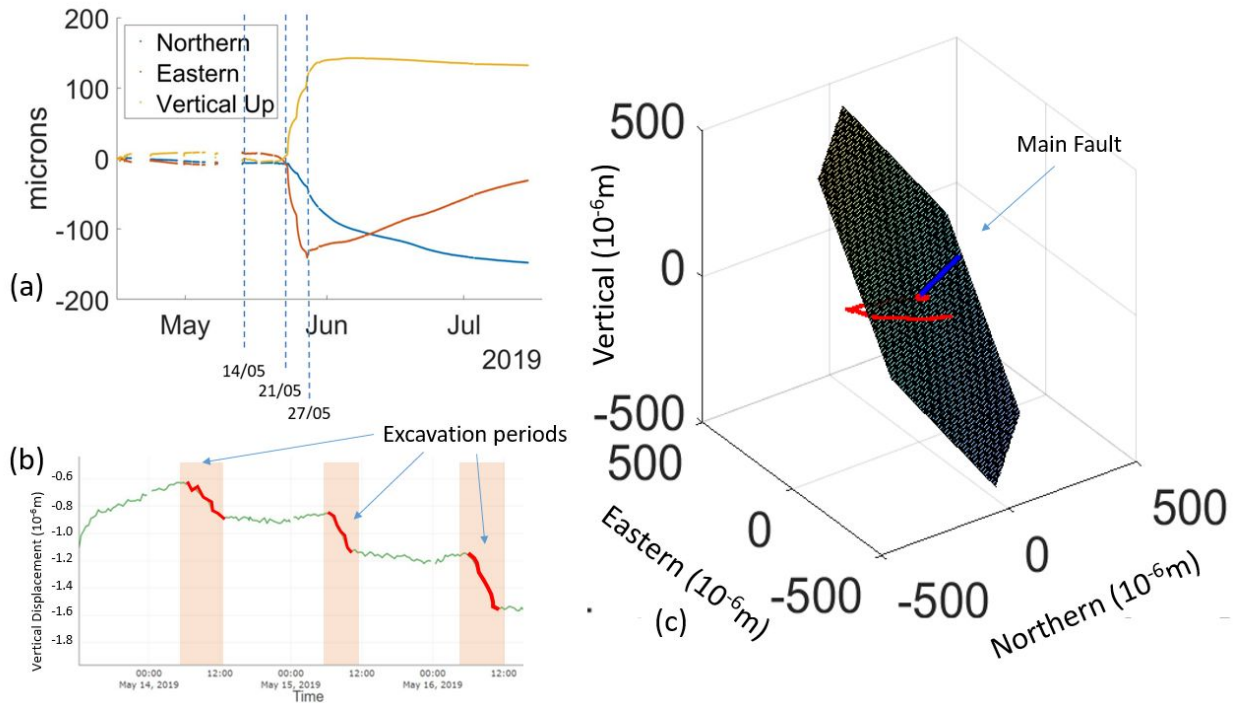 200
100
0
-100
-200
microns
Northern
Eastern
Vertical Up
May
Jun
Jul
2019
14/05
21/05
27/05
(a)
Excavation periods
(b)
-0.6
-0.8
-1.0
-1.2
-1.4
-1.6
-1.8
Vertical Displacement (10⁻⁶m)
00:00
12:00
00:00
12:00
00:00
12:00
May 14, 2019
May 15, 2019
May 16, 2019
Time
Main Fault
500
0
-500
Vertical (10⁻⁶m)
500
0
-500
Eastern (10⁻⁶m)
-500
0
500
Northern (10⁻⁶m)
(c)